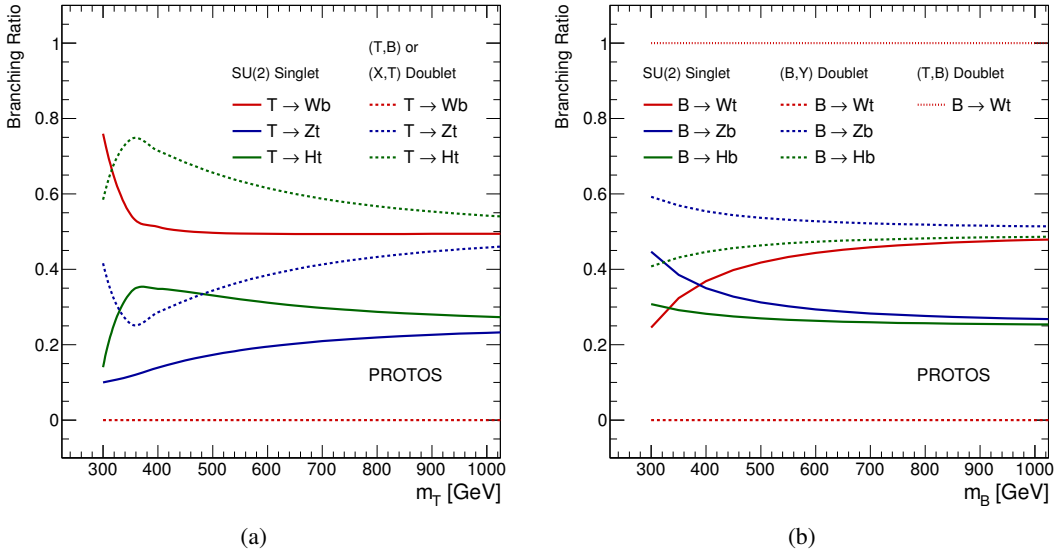 Branching Ratio
1
0.8
0.6
0.4
0.2
0
(T,B) or
SU(2) Singlet (X,T) Doublet
T → Wb T → Wb
T → Zt T → Zt
T → Ht T → Ht
PROTOS
300 400 500 600 700 800 900 1000
m_T [GeV]
(a)
Branching Ratio
1
0.8
0.6
0.4
0.2
0
SU(2) Singlet (B,Y) Doublet (T,B) Doublet
B → Wt B → Wt B → Wt
B → Zb B → Zb
B → Hb B → Hb
PROTOS
300 400 500 600 700 800 900 1000
m_B [GeV]
(b)